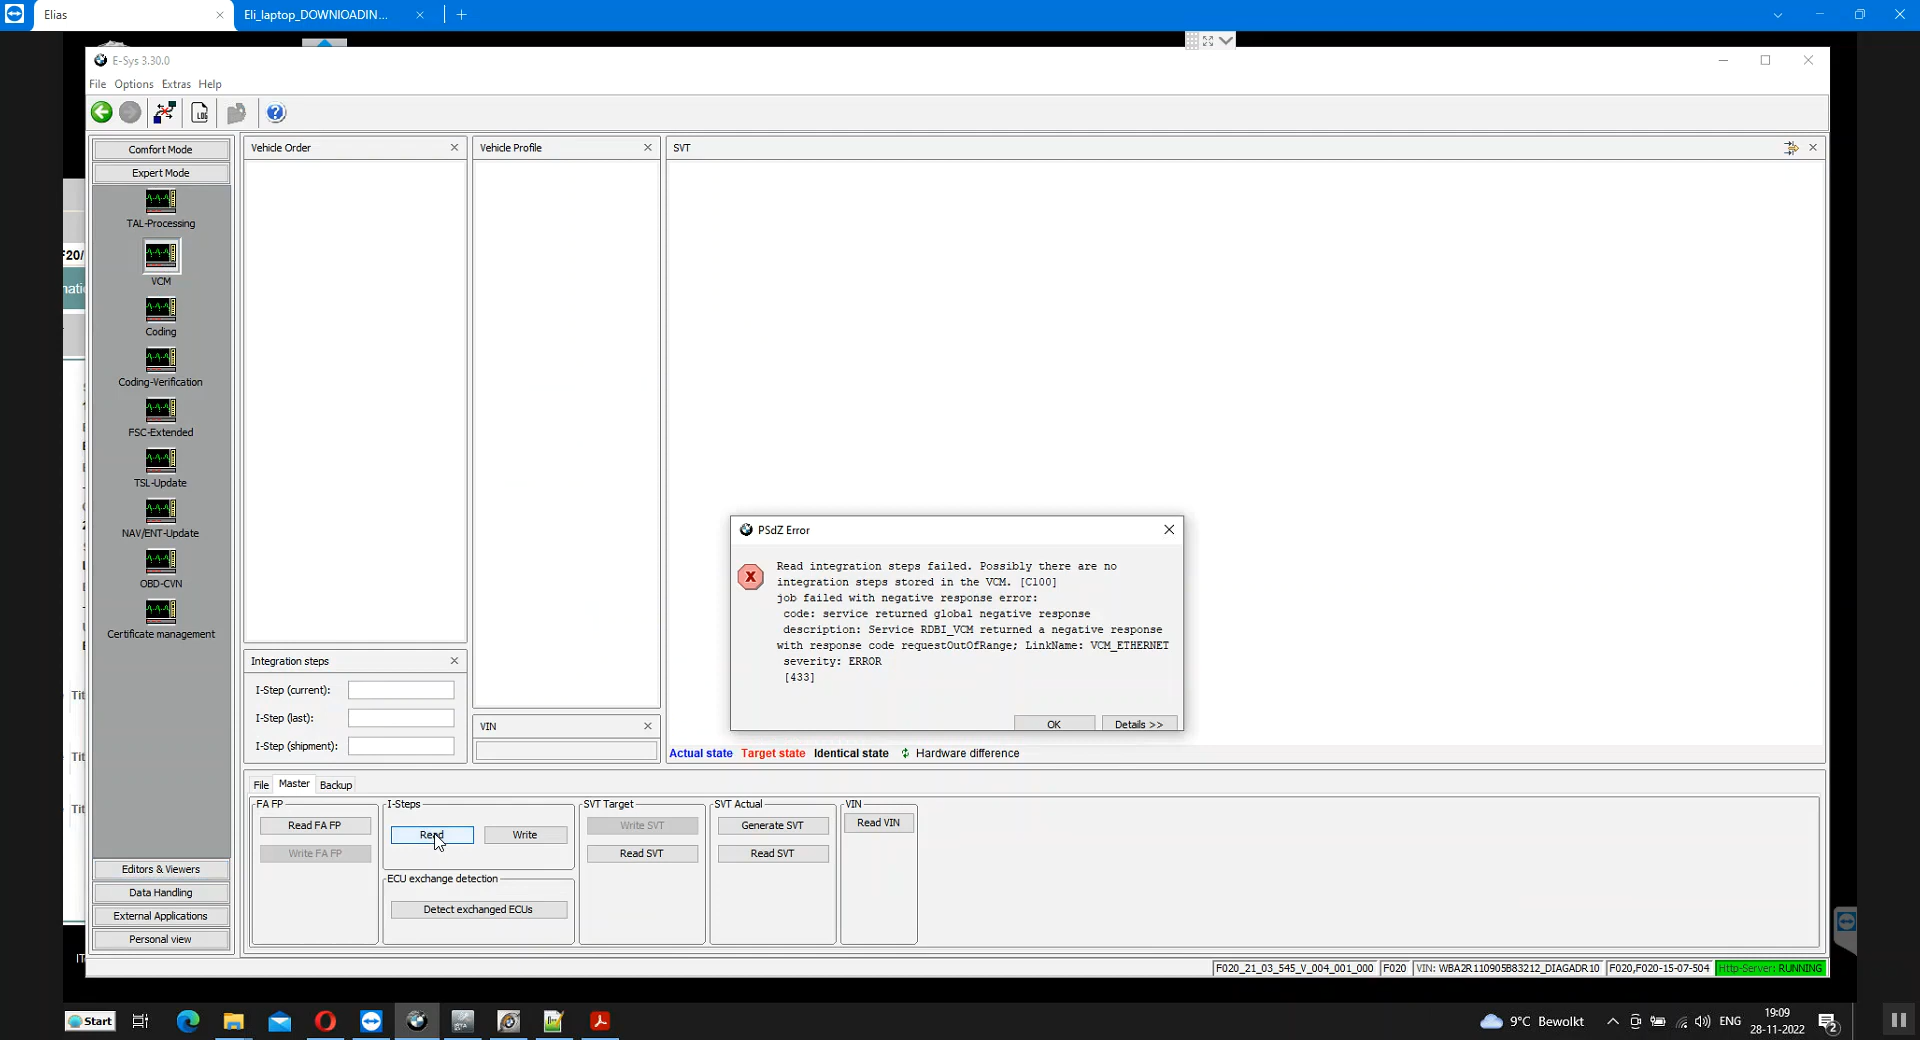 Elias
Eli_laptop_DOWNlOADIN...
E-Sys 3.30.0
File Options Extras Help
LOG
Comfort Mode
Expert Mode
TAL-Processing
VCM
Coding
Coding-Verification
FSC-Extended
TSL-Update
NAV/ENT-Update
OBD-CVN
Certificate management
Editors & Viewers
Data Handling
External Applications
Personal view
F20/
Tit
Tit
Tit
Vehicle Order
Vehicle Profile
SVT
Integration steps
I-Step (current):
I-Step (last):
I-Step (shipment):
VIN
PSdZ Error
Read integration steps failed. Possibly there are no
integration steps stored in the VCM. [C100]
job failed with negative response error:
code: service returned global negative response
description: Service RDBI_VCM returned a negative response
with response code requestOutOfRange; LinkName: VCM_ETHERNET
severity: ERROR
[433]
OK
Details >>
Actual state Target state Identical state Hardware difference
File Master Backup
FA FP
Read FA FP
Write FA FP
I-Steps
Read
Write
ECU exchange detection
Detect exchanged ECUs
SVT Target
Write SVT
Read SVT
SVT Actual
Generate SVT
Read SVT
VIN
Read VIN
F020_21_03_545_V_004_001_000
F020
VIN: WBA2R110905B83212_DIAGADR10
F020,F020-15-07-504
Http-Server: RUNNING
Start
9°C Bewolkt
ENG
19:09
28-11-2022
2